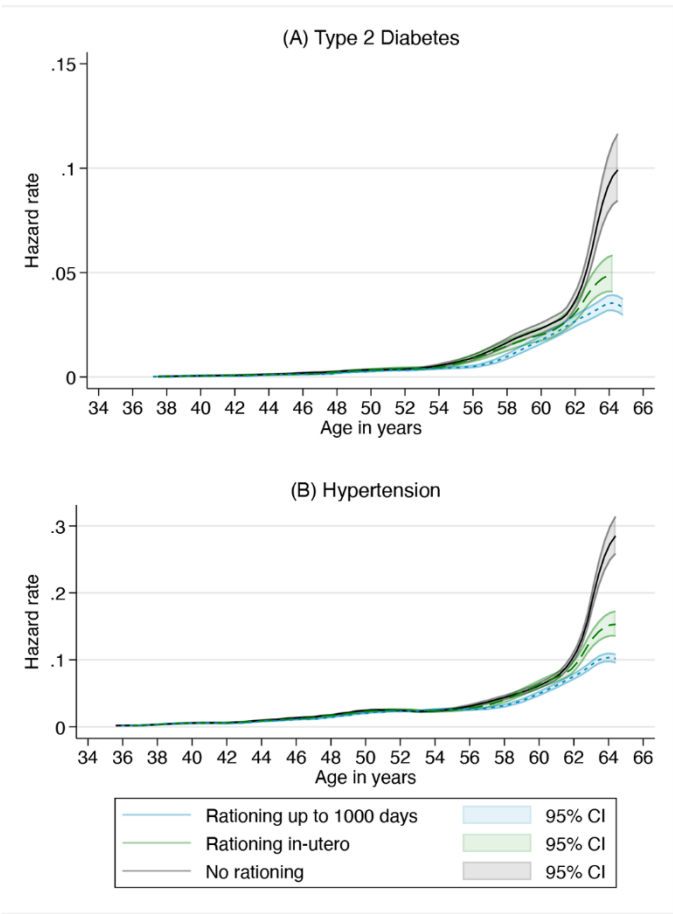 (A) Type 2 Diabetes
.15
.1
.05
0
Hazard rate
34 36 38 40 42 44 46 48 50 52 54 56 58 60 62 64 66
Age in years
(B) Hypertension
.3
.2
.1
0
Hazard rate
34 36 38 40 42 44 46 48 50 52 54 56 58 60 62 64 66
Age in years
Rationing up to 1000 days 95% CI
Rationing in-utero 95% CI
No rationing 95% CI